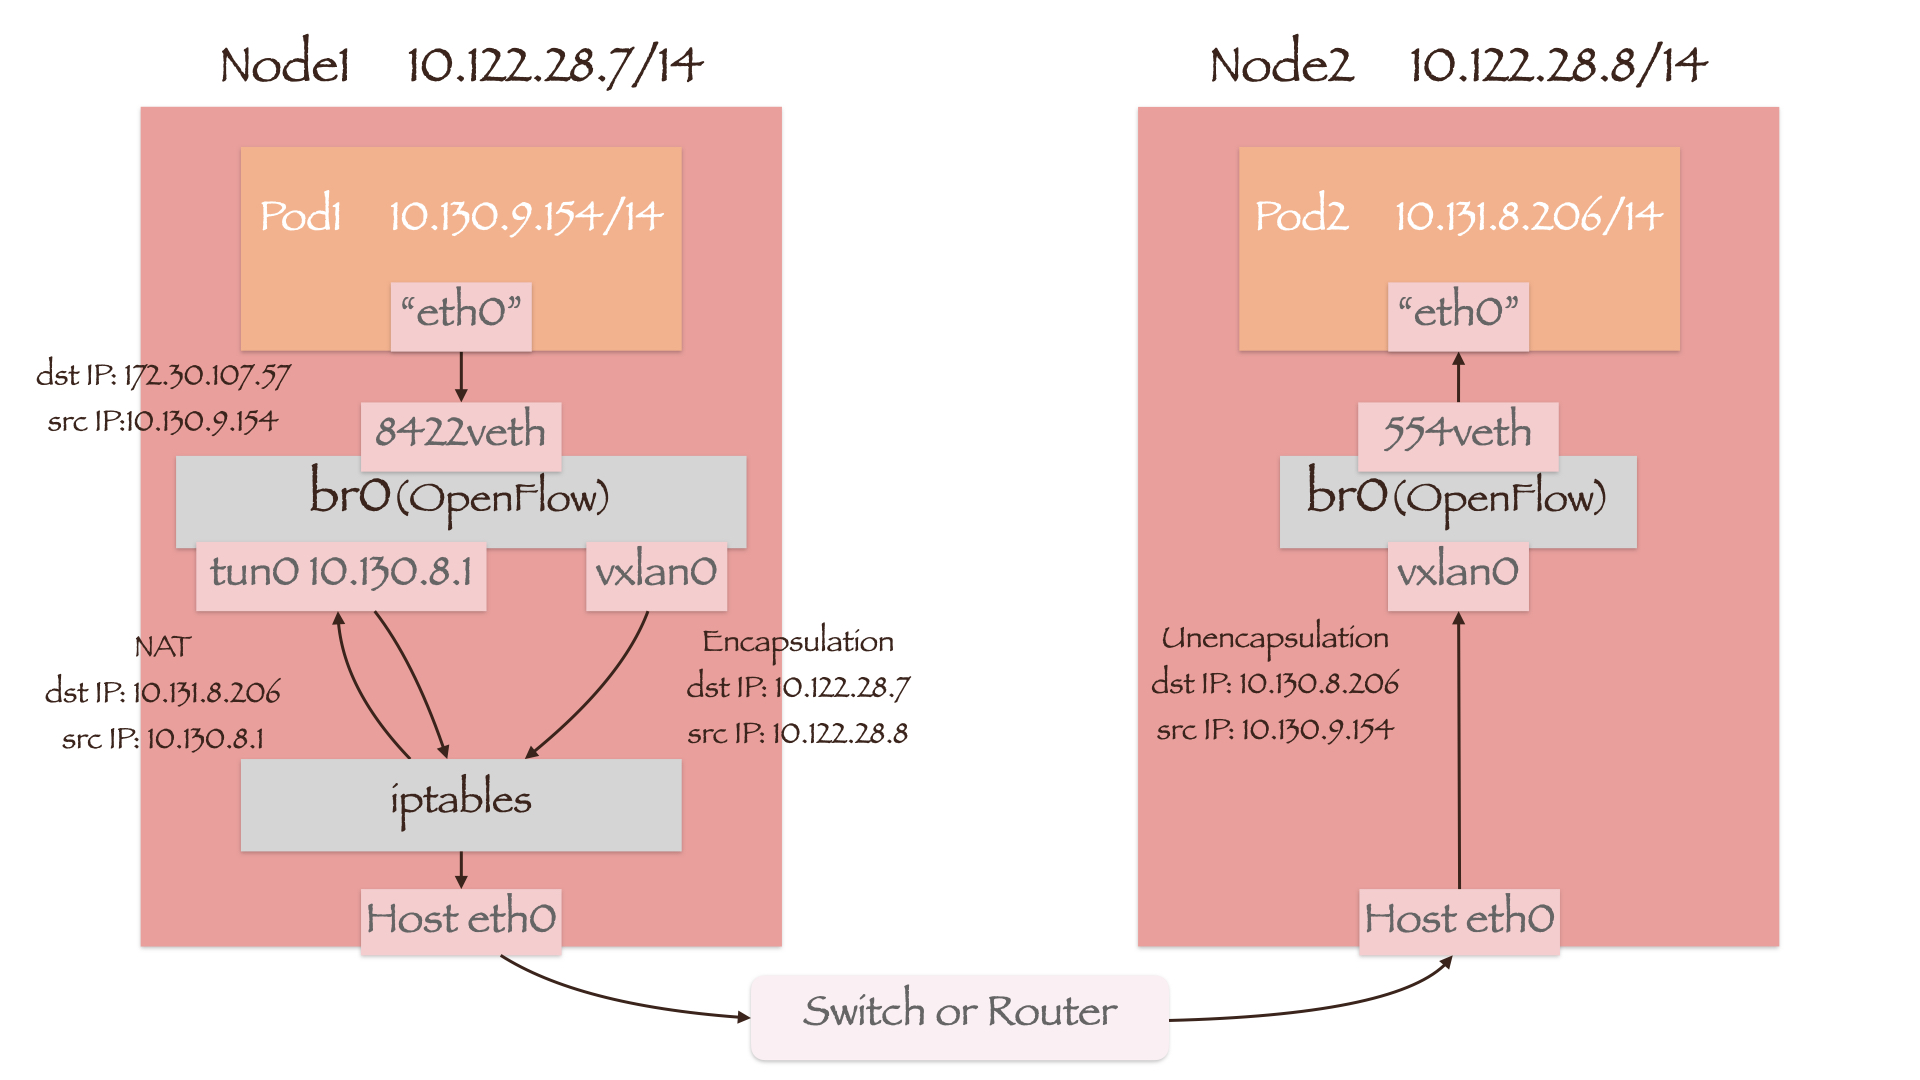 Node1 10.122.28.7/14
Node2 10.122.28.8/14
Pod1 10.130.9.154/14
"eth0"
dst IP: 172.30.107.57
src IP:10.130.9.154
8422veth
br0(OpenFlow)
tun0 10.130.8.1
vxlan0
NAT
dst IP: 10.131.8.206
src IP: 10.130.8.1
Encapsulation
dst IP: 10.122.28.7
src IP: 10.122.28.8
iptables
Host eth0
Switch or Router
Pod2 10.131.8.206/14
“eth0”
554veth
br0(OpenFlow)
vxlan0
Unencapsulation
dst IP: 10.130.8.206
src IP: 10.130.9.154
Host eth0